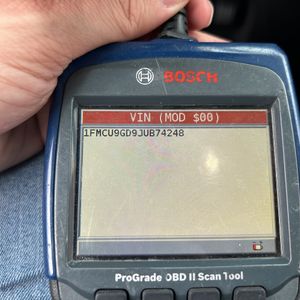 BOSCH
VIN (MOD $00)
1FMCU9GD9JUB74248
ProGrade OBD II Scan Tool